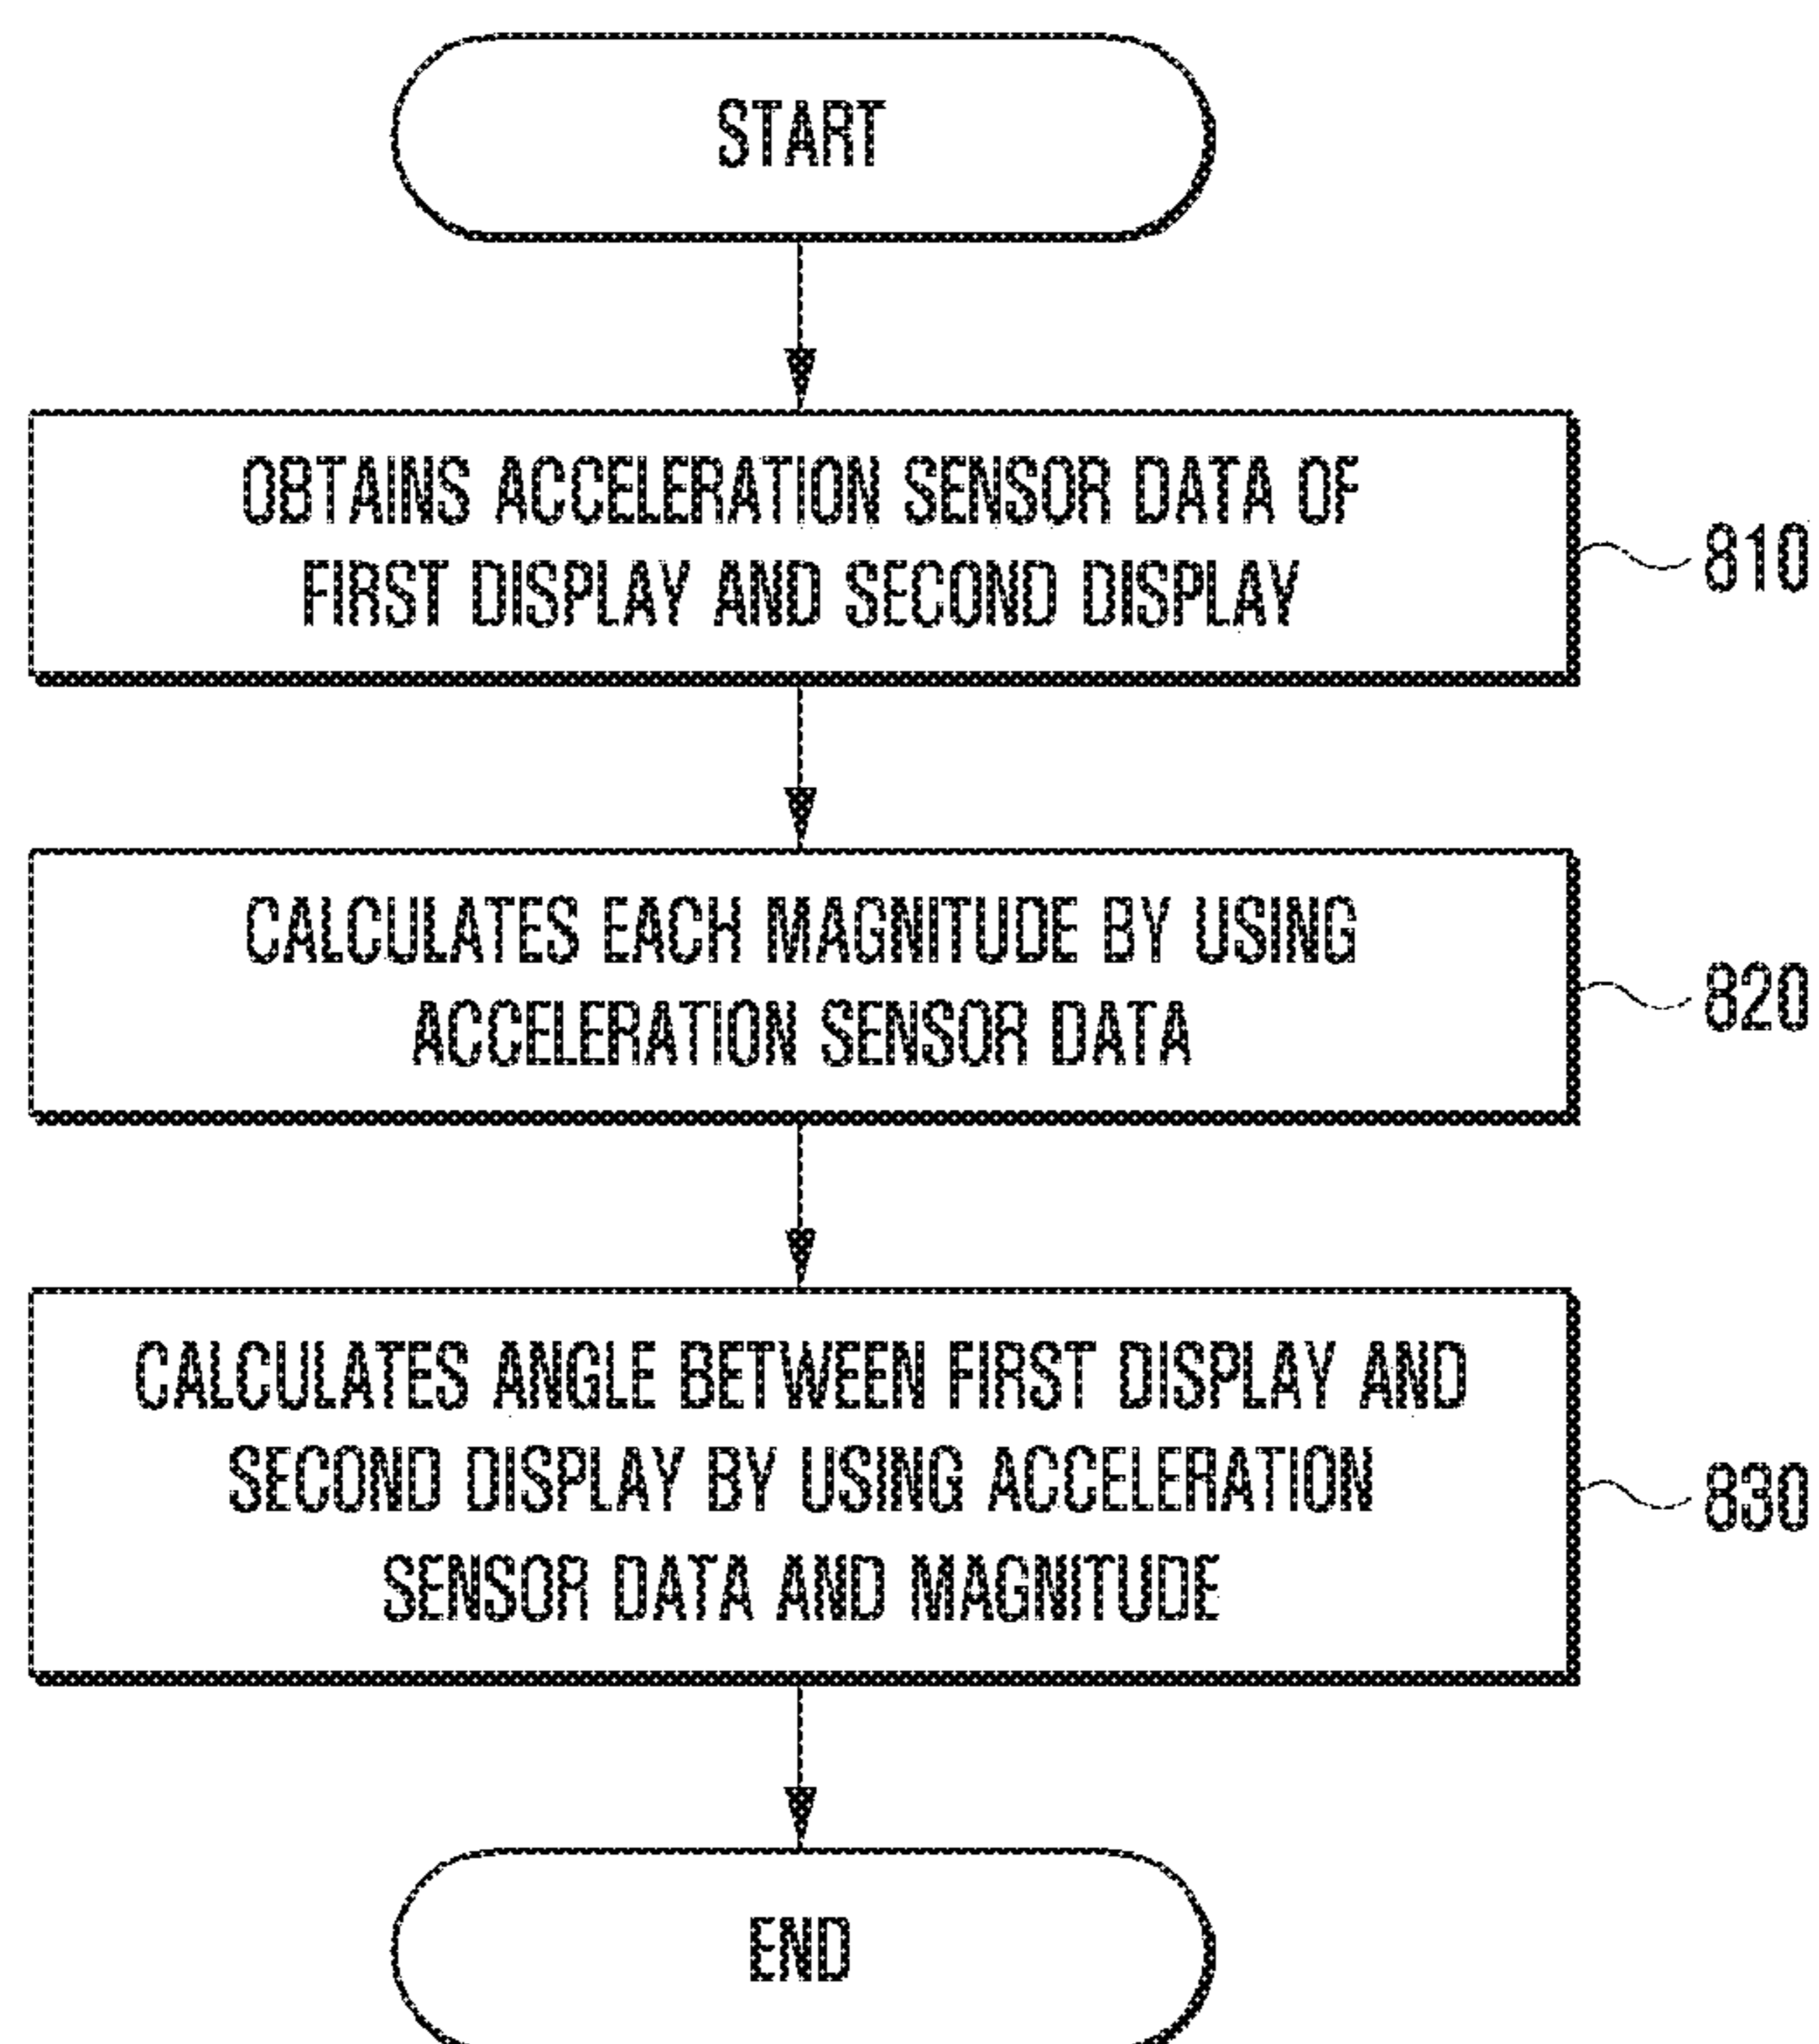 START
OBTAINS ACCELERATION SENSOR DATA OF
FIRST DISPLAY AND SECOND DISPLAY
810
CALCULATES EACH MAGNITUDE BY USING
ACCELERATION SENSOR DATA
820
CALCULATES ANGLE BETWEEN FIRST DISPLAY AND
SECOND DISPLAY BY USING ACCELERATION
SENSOR DATA AND MAGNITUDE
830
END